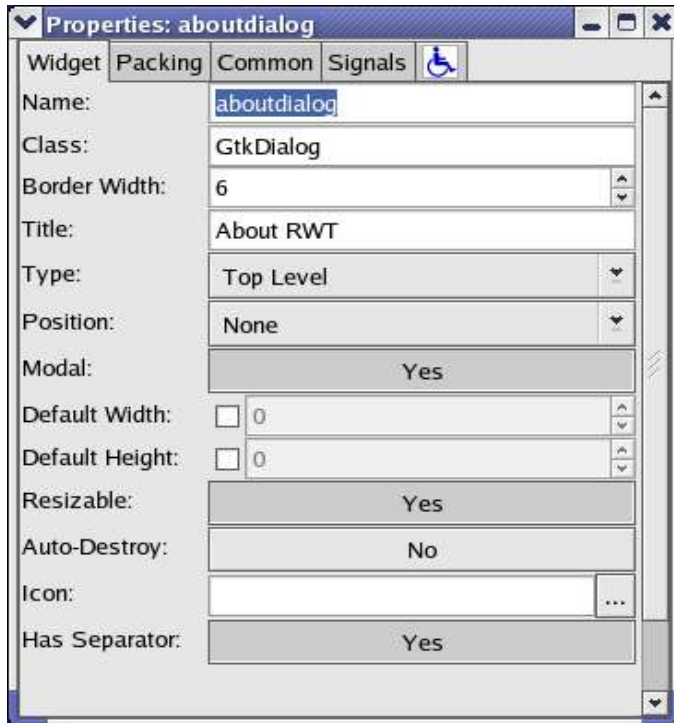 Properties: aboutdialog
Widget Packing Common Signals
Name: aboutdialog
Class: GtkDialog
Border Width: 6
Title: About RWT
Type: Top Level
Position: None
Modal: Yes
Default Width: 0
Default Height: 0
Resizable: Yes
Auto-Destroy: No
Icon: ...
Has Separator: Yes